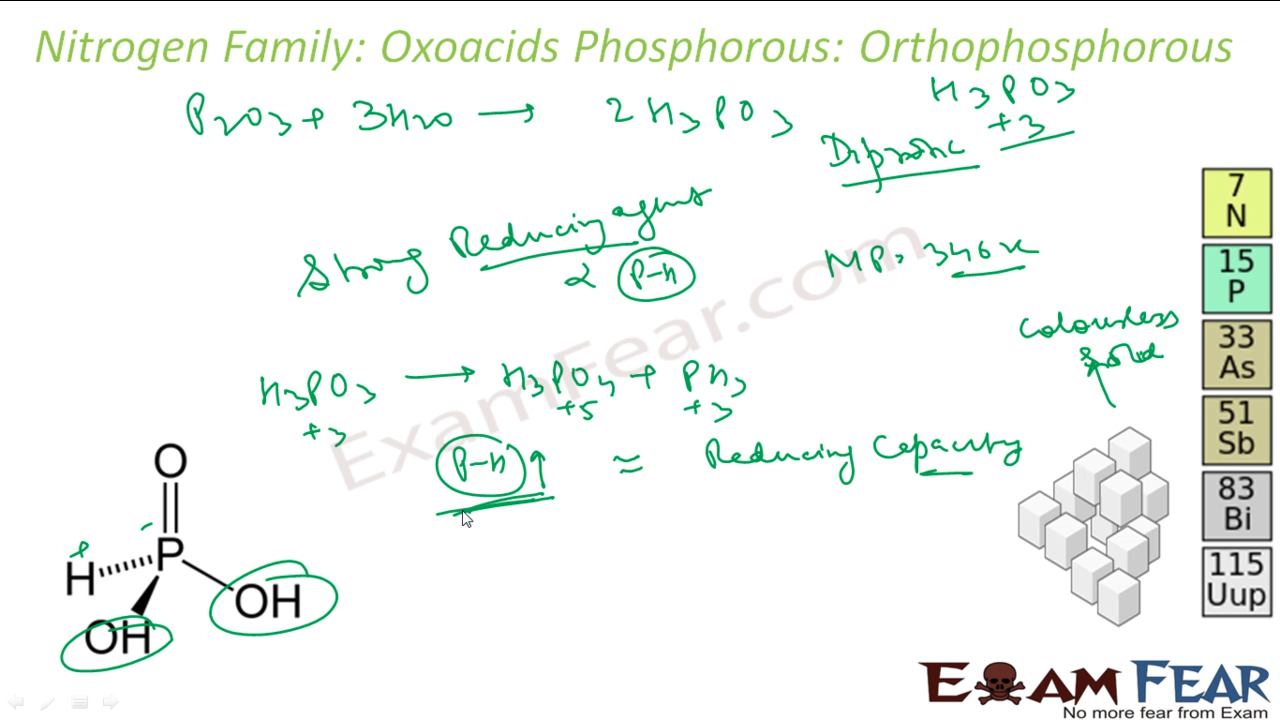 Nitrogen Family: Oxoacids Phosphorous: Orthophosphorous
P2O3 + 3H2O → 2H3PO3
H3PO3
+3
Diprotic
Strong Reducing agent
α P-H
MP = 346K
Colourless
solid
H3PO3 → H3PO4 + PH3
+3 +5 +3
P-H ↑ ≈ Reducing Capacity
O
P
H
OH
OH
7
N
15
P
33
As
51
Sb
83
Bi
115
Uup
ExamFear.com
EXAM FEAR
No more fear from Exam